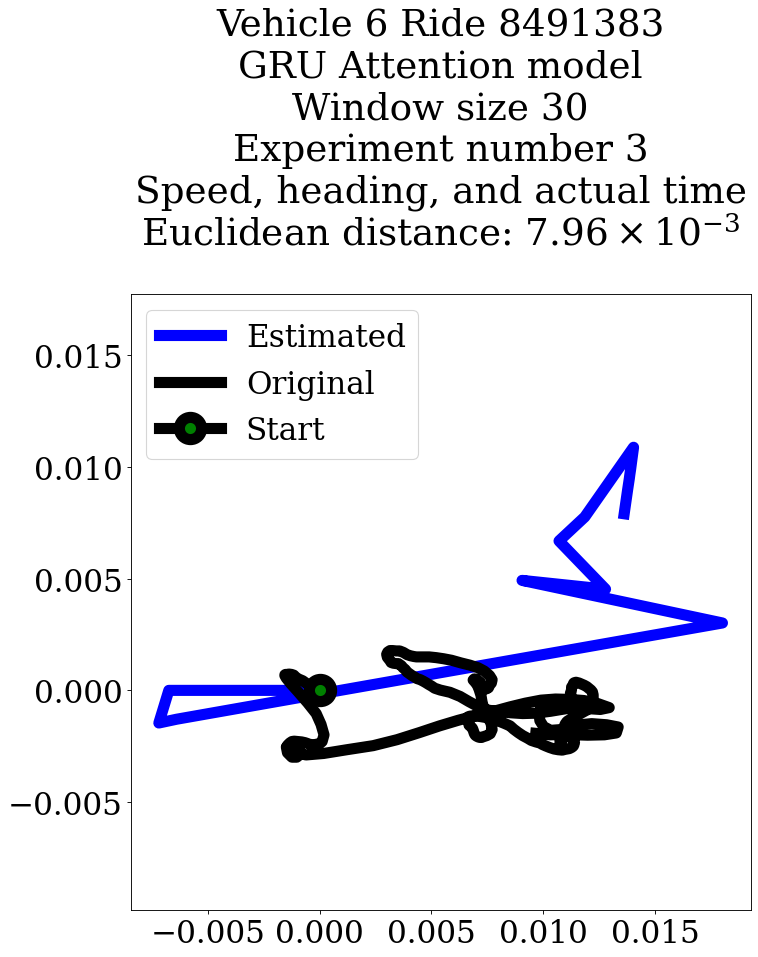 Vehicle 6 Ride 8491383
GRU Attention model
Window size 30
Experiment number 3
Speed, heading, and actual time
Euclidean distance: 7.96 × 10⁻³
Estimated
Original
Start
0.015
0.010
0.005
0.000
−0.005
−0.005 0.000 0.005 0.010 0.015